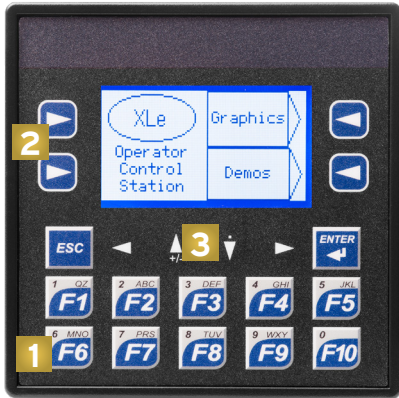 XLe
Operator
Control
Station
Graphics
Demos
2
ESC
+/-
3
.
ENTER
1 QZ
F1
2 ABC
F2
3 DEF
F3
4 GHI
F4
5 JKL
F5
6 MNO
F6
7 PRS
F7
8 TUV
F8
9 WXY
F9
0
F10
1